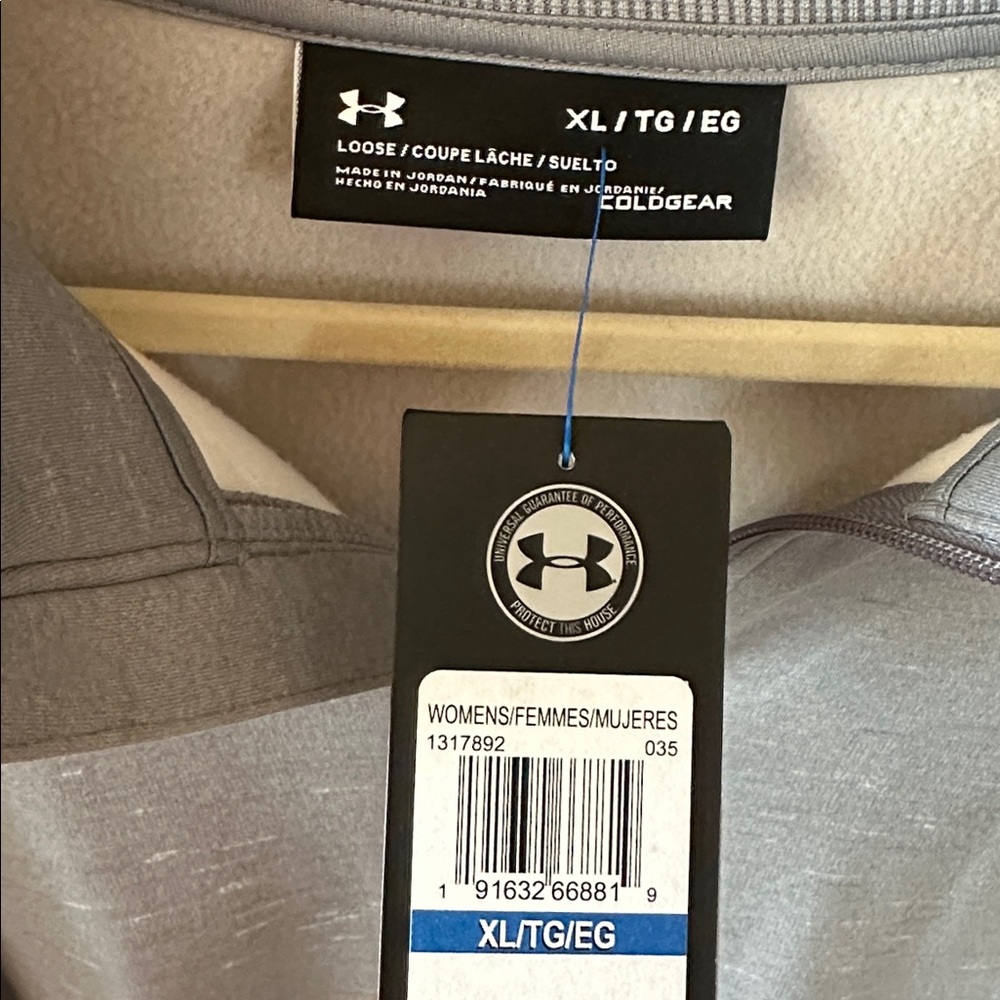 XL / TG / EG
LOOSE / COUPE LÂCHE / SUELTO
MADE IN JORDAN / FABRIQUÉ EN JORDANIE/
HECHO EN JORDANIA
COLDGEAR
UNIVERSAL GUARANTEE OF PERFORMANCE
PROTECT THIS HOUSE
WOMENS/FEMMES/MUJERES
1317892 035
1 91632 66881 9
XL/TG/EG